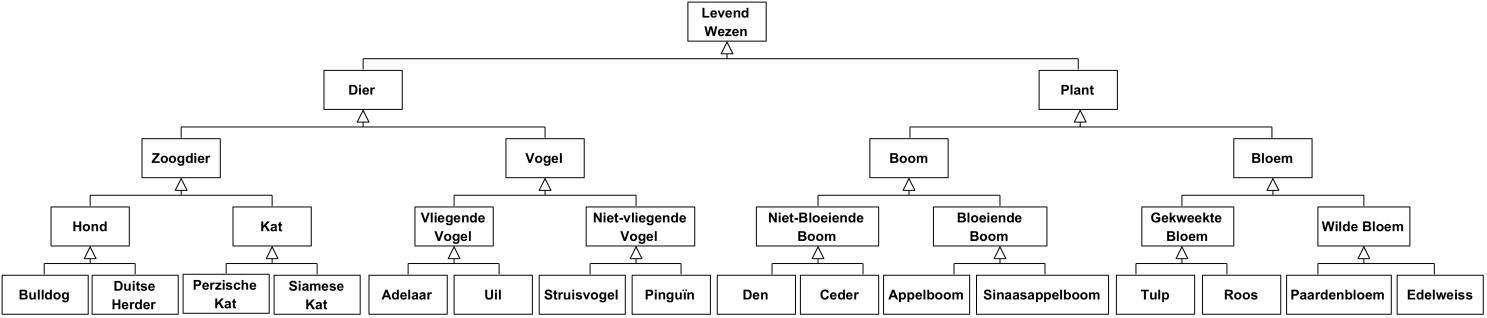 Levend
Wezen
Dier
Plant
Zoogdier
Vogel
Boom
Bloem
Hond
Kat
Vliegende
Vogel
Niet-vliegende
Vogel
Niet-Bloeiende
Boom
Bloeiende
Boom
Gekweekte
Bloem
Wilde Bloem
Bulldog
Duitse
Herder
Perzische
Kat
Siamese
Kat
Adelaar
Uil
Struisvogel
Pinguïn
Den
Ceder
Appelboom
Sinaasappelboom
Tulp
Roos
Paardenbloem
Edelweiss